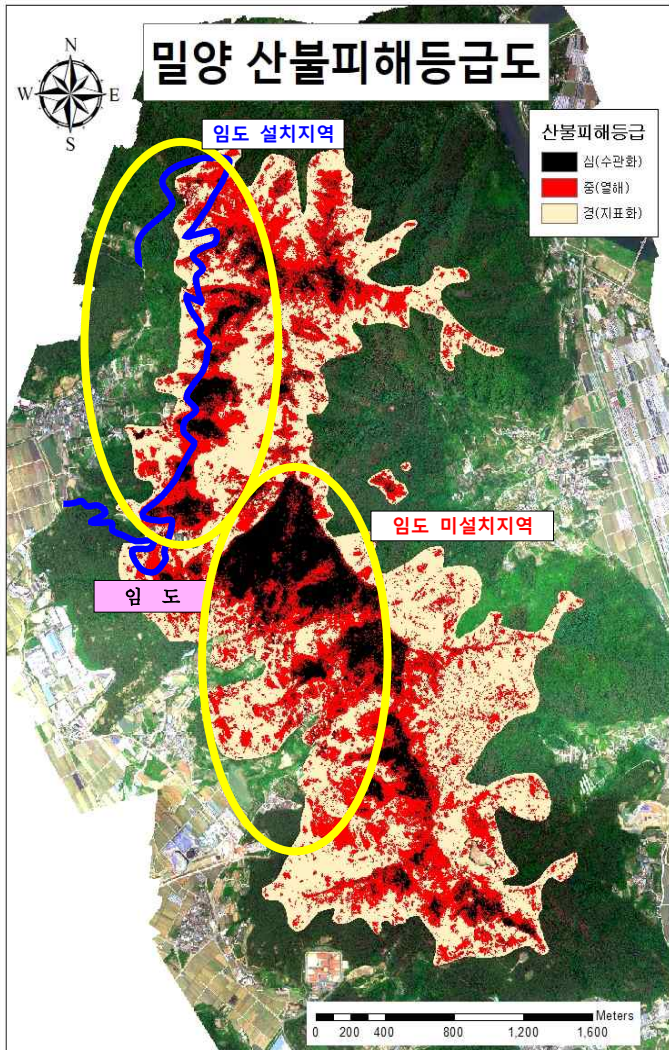 밀양 산불피해등급도
N
W E
S
임도 설치지역
산불피해등급
심(수관화)
중(열해)
경(지표화)
임도 미설치지역
임 도
Meters
0 200 400 800 1,200 1,600